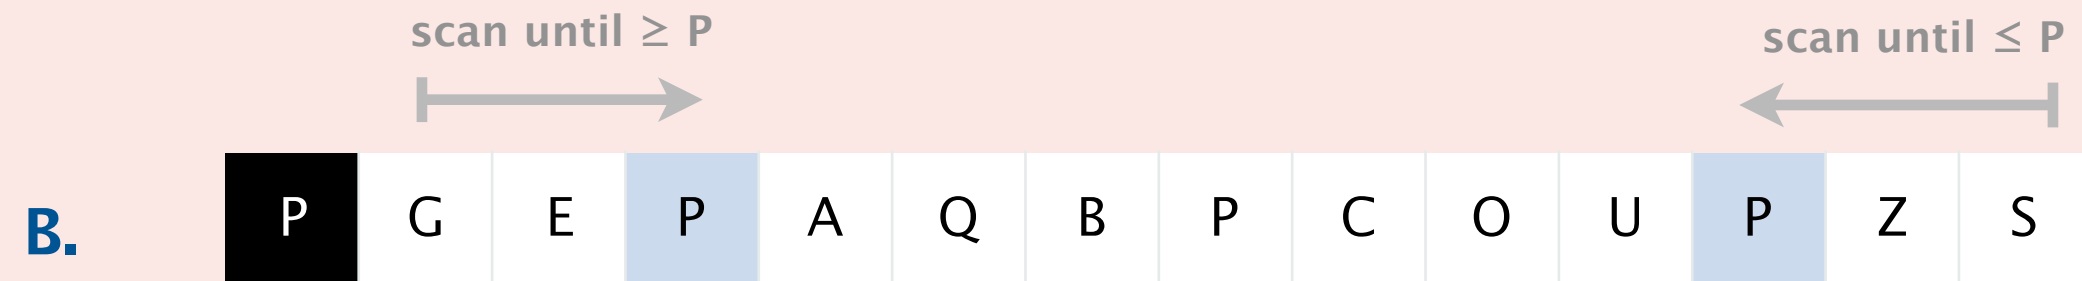 scan until ≥ P
scan until ≤ P
B. P G E P A Q B P C O U P Z S